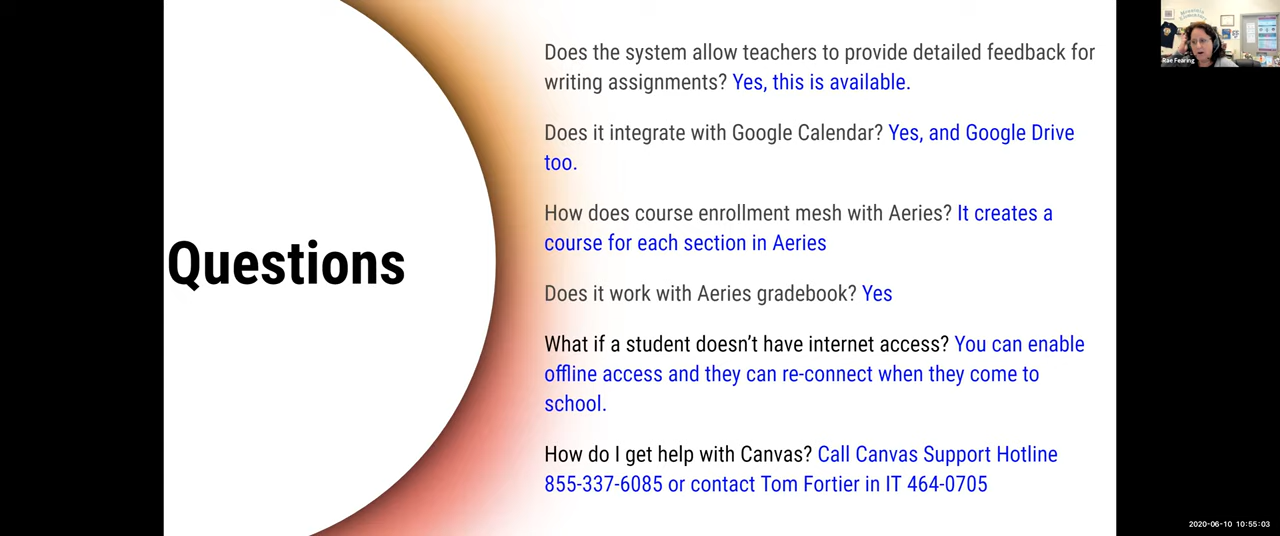 Does the system allow teachers to provide detailed feedback for
writing assignments? Yes, this is available.
Does it integrate with Google Calendar? Yes, and Google Drive
too.
How does course enrollment mesh with Aeries? It creates a
course for each section in Aeries
Questions
Does it work with Aeries gradebook? Yes
What if a student doesn’t have internet access? You can enable
offline access and they can re-connect when they come to
school.
How do I get help with Canvas? Call Canvas Support Hotline
855-337-6085 or contact Tom Fortier in IT 464-0705
Rae Fearing
2020-06-10 10:55:03